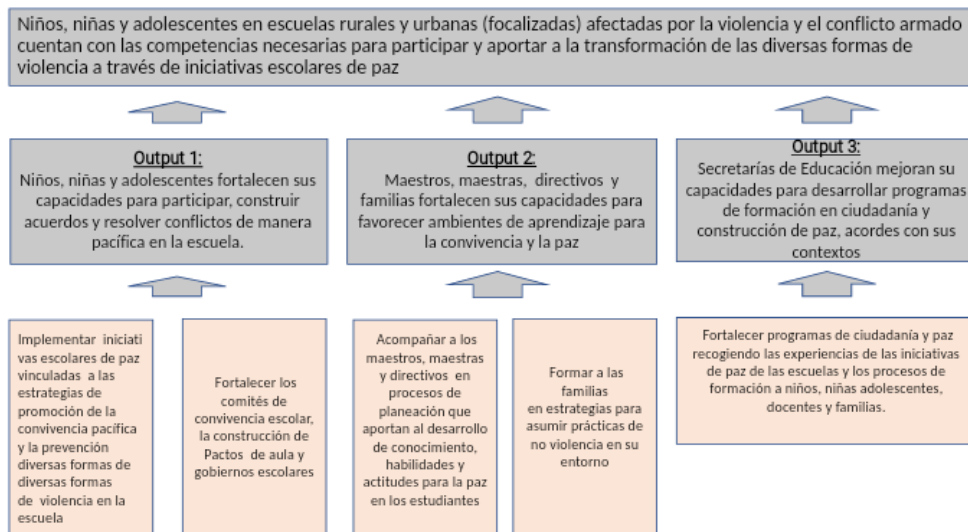 Niños, niñas y adolescentes en escuelas rurales y urbanas (focalizadas) afectadas por la violencia y el conflicto armado
cuentan con las competencias necesarias para participar y aportar a la transformación de las diversas formas de
violencia a través de iniciativas escolares de paz
Output 1:
Niños, niñas y adolescentes fortalecen sus
capacidades para participar, construir
acuerdos y resolver conflictos de manera
pacífica en la escuela.
Output 2:
Maestros, maestras, directivos y
familias fortalecen sus capacidades para
favorecer ambientes de aprendizaje para
la convivencia y la paz
Output 3:
Secretarías de Educación mejoran su
capacidades para desarrollar programas
de formación en ciudadanía y
construcción de paz, acordes con sus
contextos
Implementar iniciati
vas escolares de paz
vinculadas a las
estrategias de
promoción de la
convivencia pacífica
y la prevención
diversas formas de
diversas formas
de violencia en la
escuela
Fortalecer los
comités de
convivencia escolar,
la construcción de
Pactos de aula y
gobiernos escolares
Acompañar a los
maestros, maestras
y directivos en
procesos de
planeación que
aportan al desarrollo
de conocimiento,
habilidades y
actitudes para la paz
en los estudiantes
Formar a las
familias
en estrategias para
asumir prácticas de
no violencia en su
entorno
Fortalecer programas de ciudadanía y paz
recogiendo las experiencias de las iniciativas
de paz de las escuelas y los procesos de
formación a niños, niñas adolescentes,
docentes y familias.